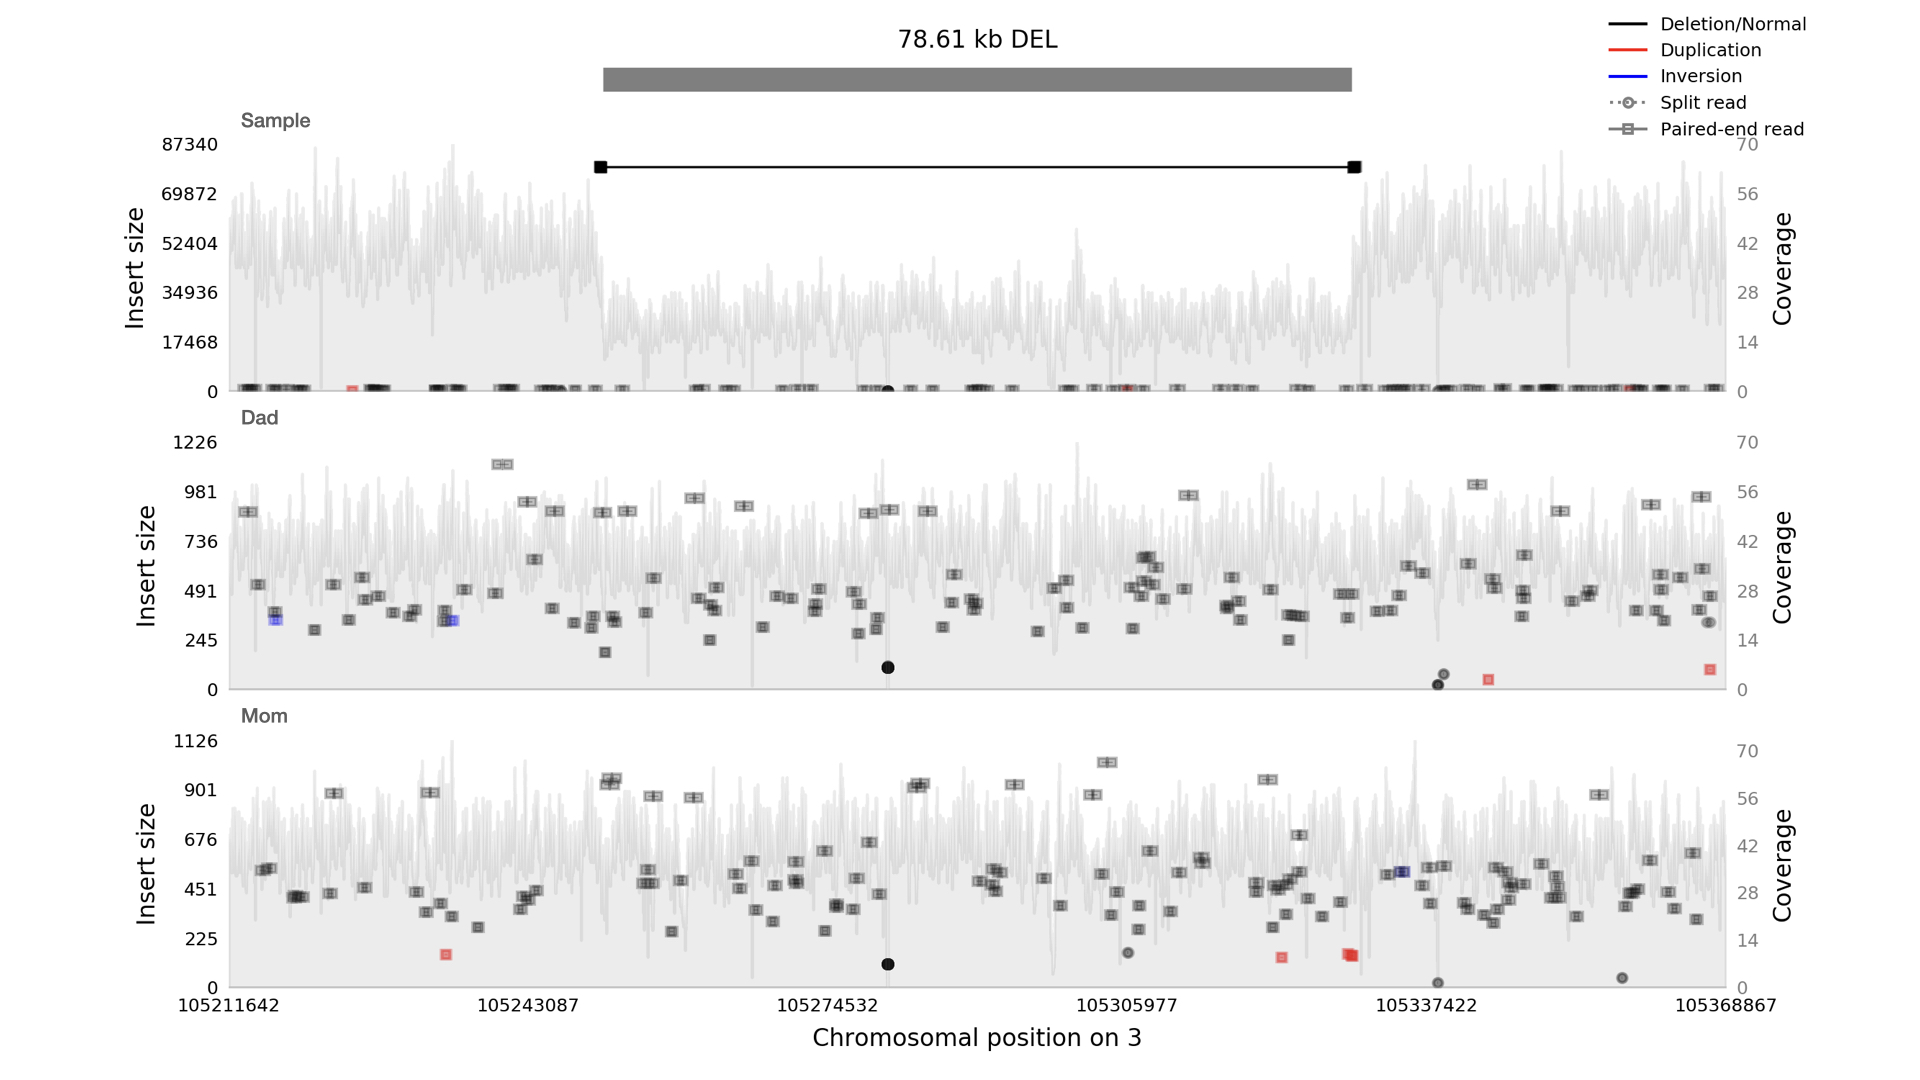 78.61 kb DEL
Deletion/Normal
Duplication
Inversion
Split read
Paired-end read
Sample
87340
69872
52404
34936
17468
0
Insert size
70
56
42
28
14
0
Coverage
Dad
1226
981
736
491
245
0
Insert size
70
56
42
28
14
0
Coverage
Mom
1126
901
676
451
225
0
Insert size
70
56
42
28
14
0
Coverage
105211642 105243087 105274532 105305977 105337422 105368867
Chromosomal position on 3